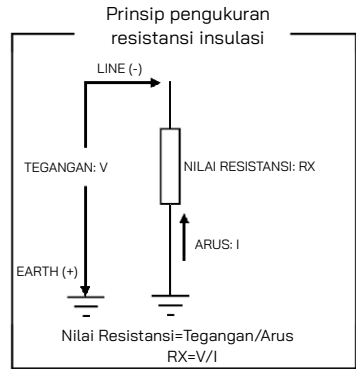 Prinsip pengukuran
resistansi insulasi
LINE (-)
TEGANGAN: V
NILAI RESISTANSI: RX
ARUS: I
EARTH (+)
Nilai Resistansi=Tegangan/Arus
RX=V/I